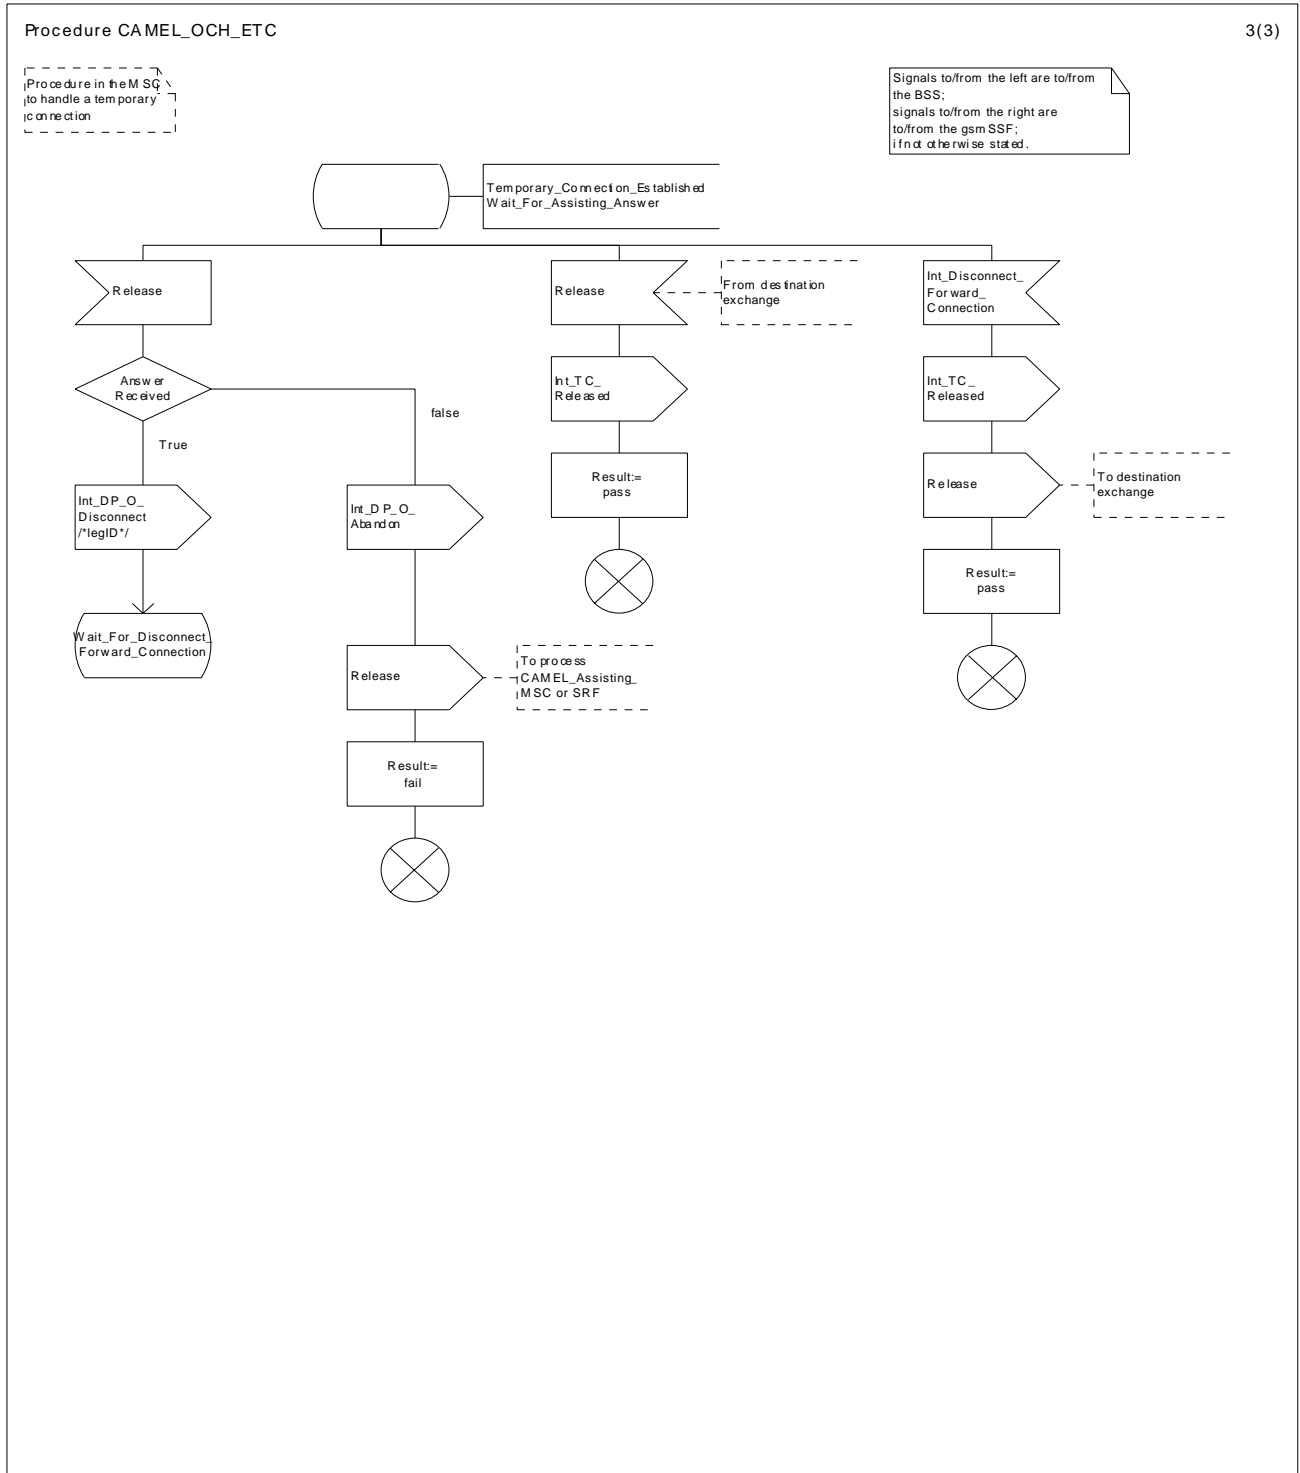 Procedure CAMEL_OCH_ETC
3(3)
Procedure in the MSC
to handle a temporary
connection
Signals to/from the left are to/from
the BSS;
signals to/from the right are
to/from the gsmSSF;
if not otherwise stated.
Temporary_Connection_Established
Wait_For_Assisting_Answer
Release
Release
From destination
exchange
Int_Disconnect_
Forward_
Connection
Answer
Received
false
True
Int_TC_
Released
Int_TC_
Released
Result:=
pass
Release
To destination
exchange
Int_DP_O_
Disconnect
/*legID*/
Int_DP_O_
Abandon
Result:=
pass
Wait_For_Disconnect_
Forward_Connection
Release
To process
CAMEL_Assisting_
MSC or SRF
Result:=
fail